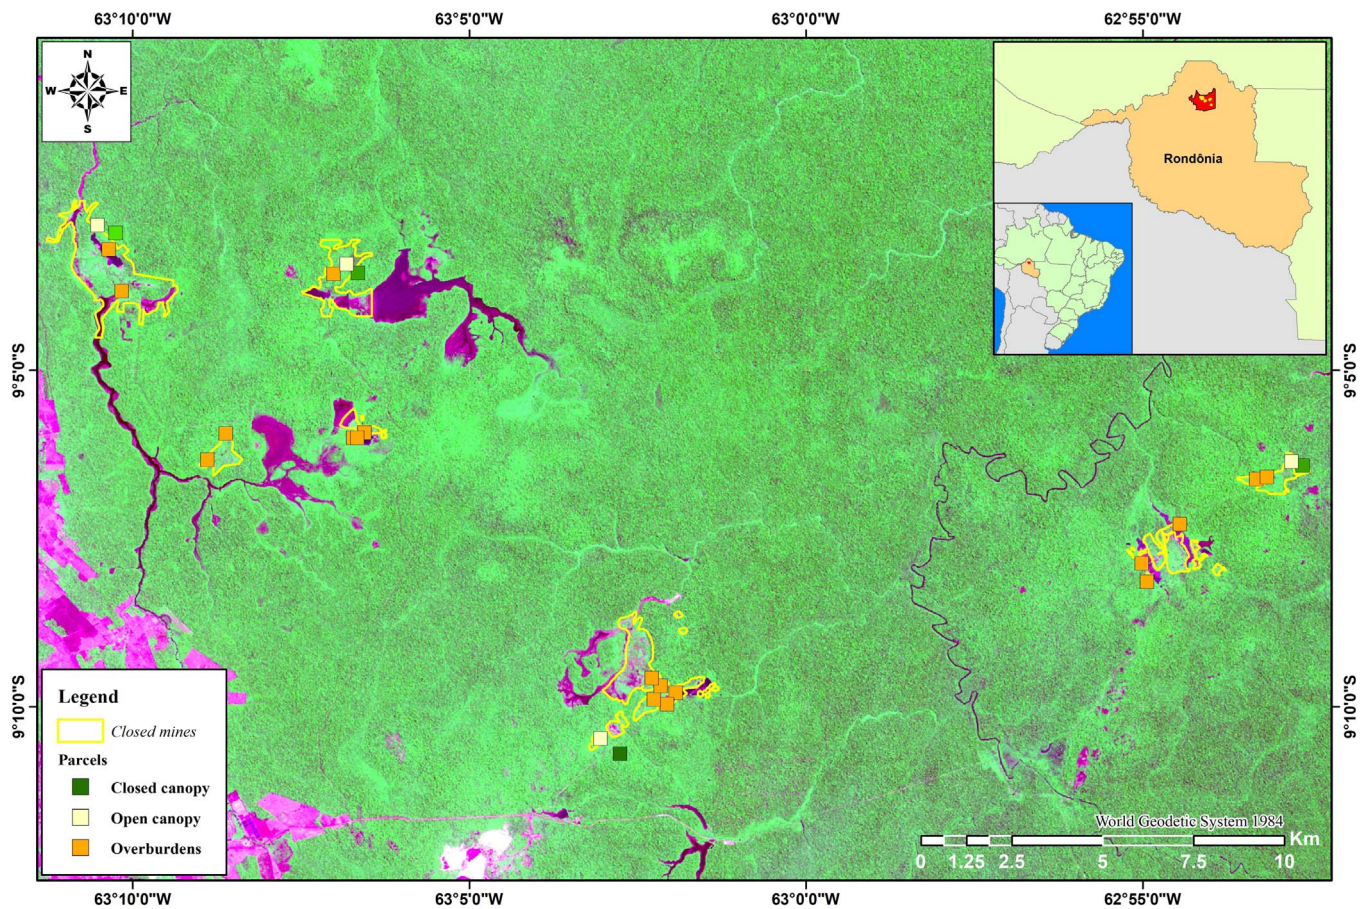 63°10'0"W 63°5'0"W 63°0'0"W 62°55'0"W
N
W E
S
Rondônia
9°5'0"S 9°5'0"S
9°10'0"S 9°10'0"S
Legend
Closed mines
Parcels
Closed canopy
Open canopy
Overburdens
World Geodetic System 1984
Km
0 1.25 2.5 5 7.5 10
63°10'0"W 63°5'0"W 63°0'0"W 62°55'0"W